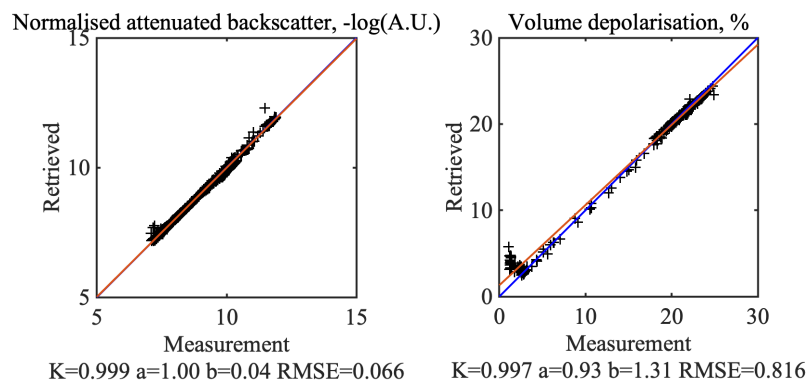 Normalised attenuated backscatter, -log(A.U.)
15
10
5
5 10 15
Retrieved
Measurement
K=0.999 a=1.00 b=0.04 RMSE=0.066
Volume depolarisation, %
30
20
10
0
0 10 20 30
Retrieved
Measurement
K=0.997 a=0.93 b=1.31 RMSE=0.816